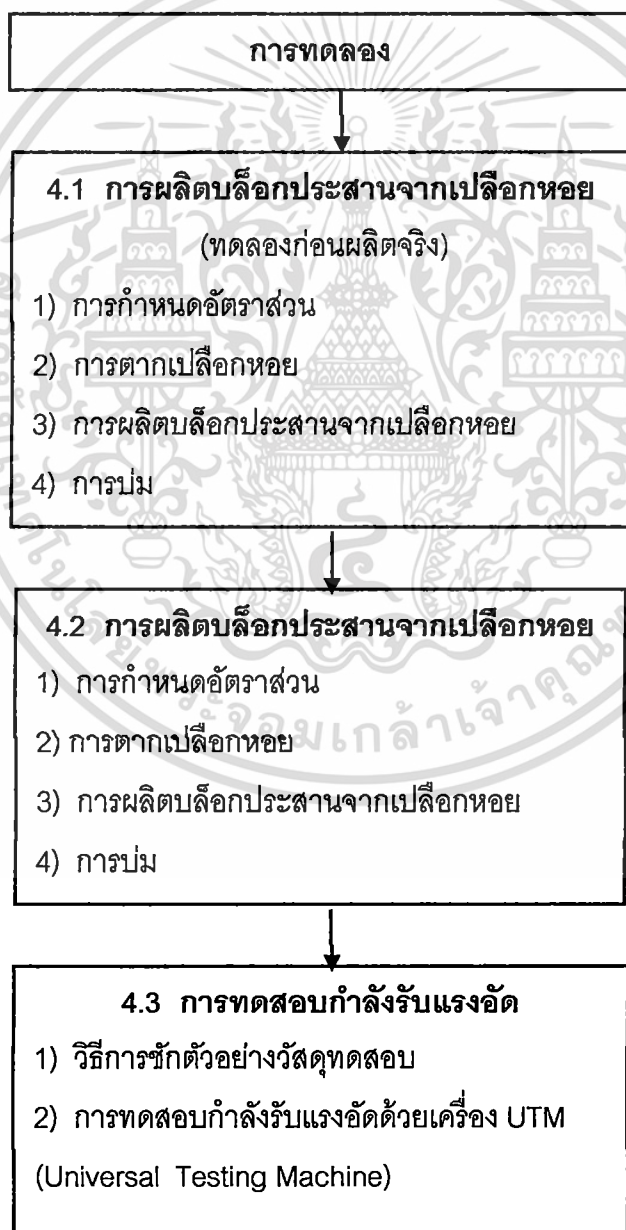 การทดลอง
4.1 การผลิตบล็อกประสานจากเปลือกหอย
(ทดลองก่อนผลิตจริง)
1) การกำหนดอัตราส่วน
2) การตากเปลือกหอย
3) การผลิตบล็อกประสานจากเปลือกหอย
4) การบ่ม
4.2 การผลิตบล็อกประสานจากเปลือกหอย
1) การกำหนดอัตราส่วน
2) การตากเปลือกหอย
3) การผลิตบล็อกประสานจากเปลือกหอย
4) การบ่ม
4.3 การทดสอบกำลังรับแรงอัด
1) วิธีการชักตัวอย่างวัสดุทดสอบ
2) การทดสอบกำลังรับแรงอัดด้วยเครื่อง UTM
(Universal Testing Machine)